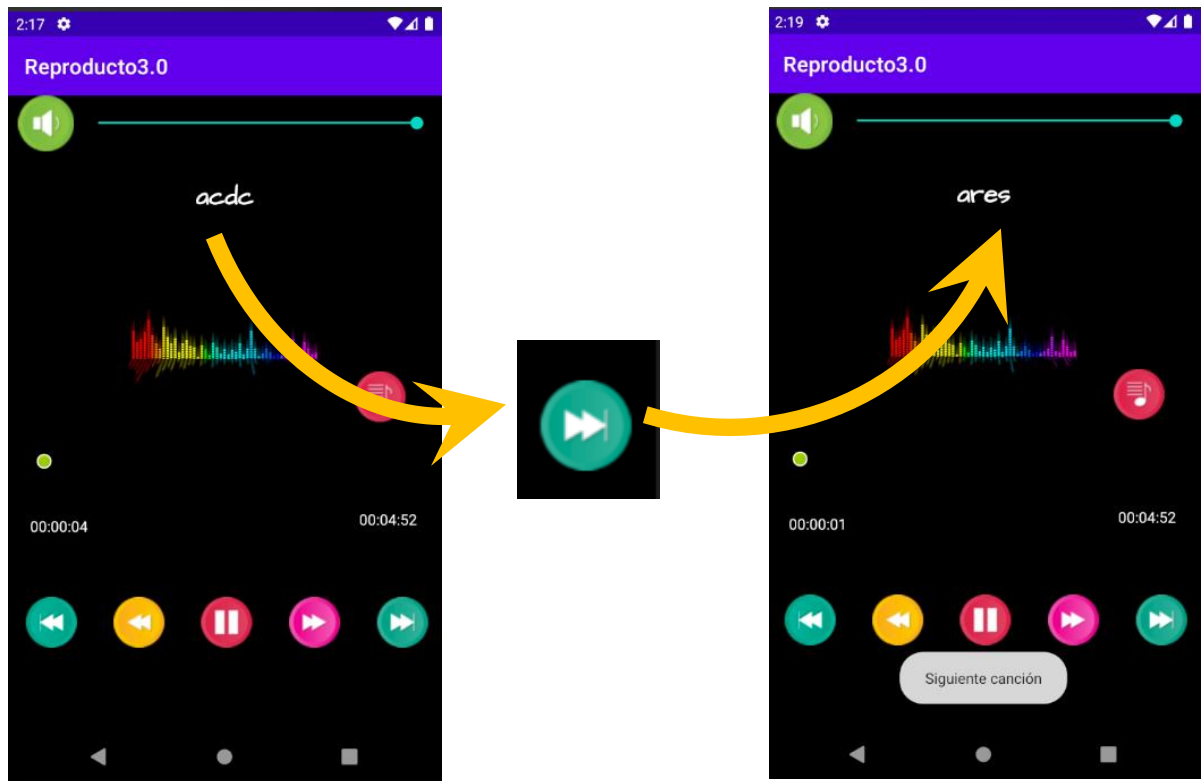 2:17
Reproducto3.0
acdc
00:00:04
00:04:52
2:19
Reproducto3.0
ares
00:00:01
00:04:52
Siguiente canción